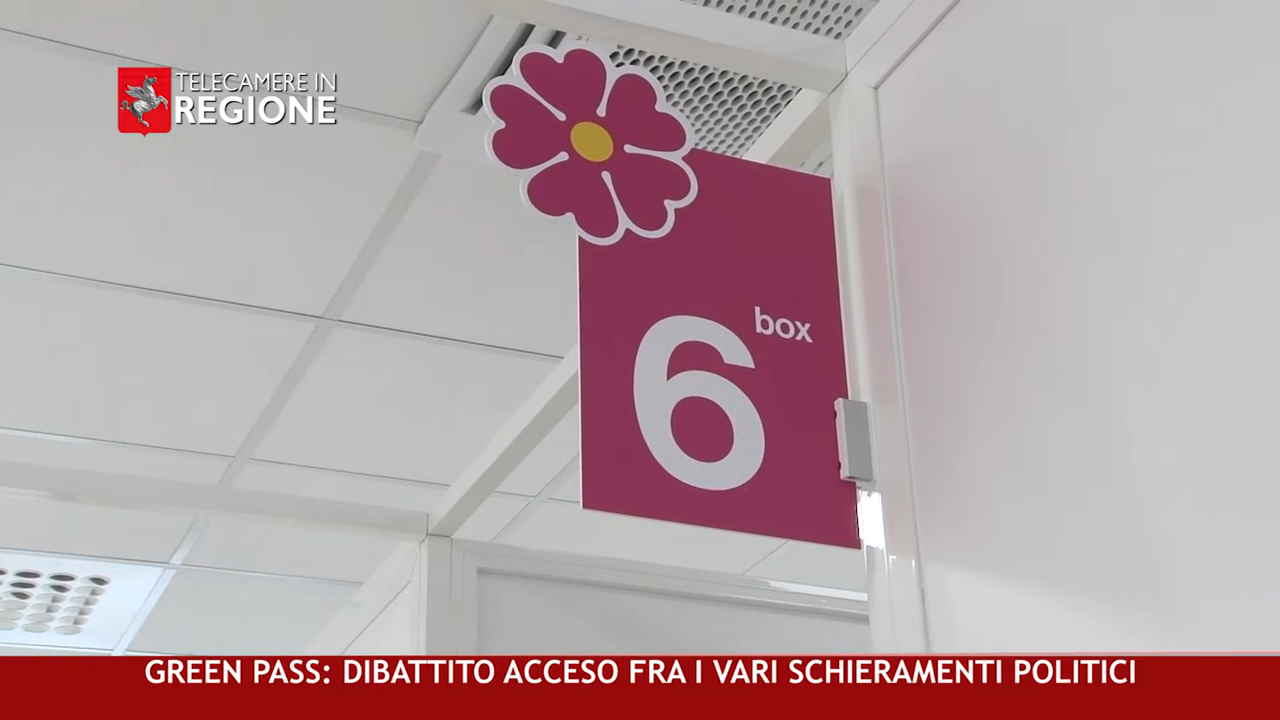 TELECAMERE IN
REGIONE
box
6
GREEN PASS: DIBATTITO ACCESO FRA I VARI SCHIERAMENTI POLITICI